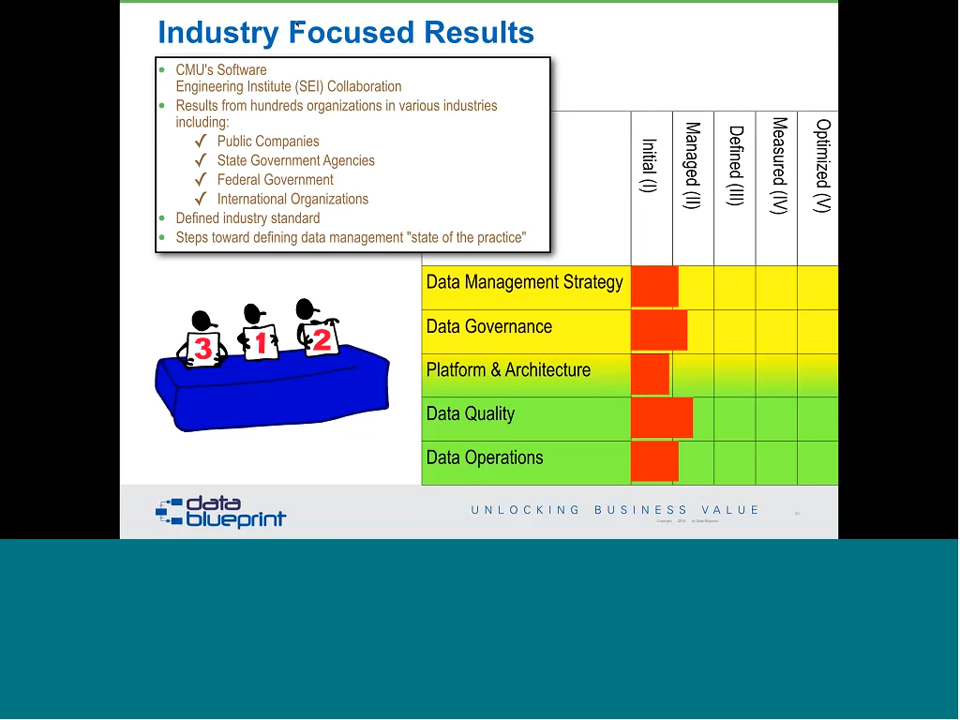 Industry Focused Results
CMU's Software
Engineering Institute (SEI) Collaboration
Results from hundreds organizations in various industries
including:
Public Companies
State Government Agencies
Federal Government
International Organizations
Defined industry standard
Steps toward defining data management "state of the practice"
Initial (I)
Managed (II)
Defined (III)
Measured (IV)
Optimized (V)
Data Management Strategy
Data Governance
Platform & Architecture
Data Quality
Data Operations
3
1
2
data
blueprint
UNLOCKING BUSINESS VALUE